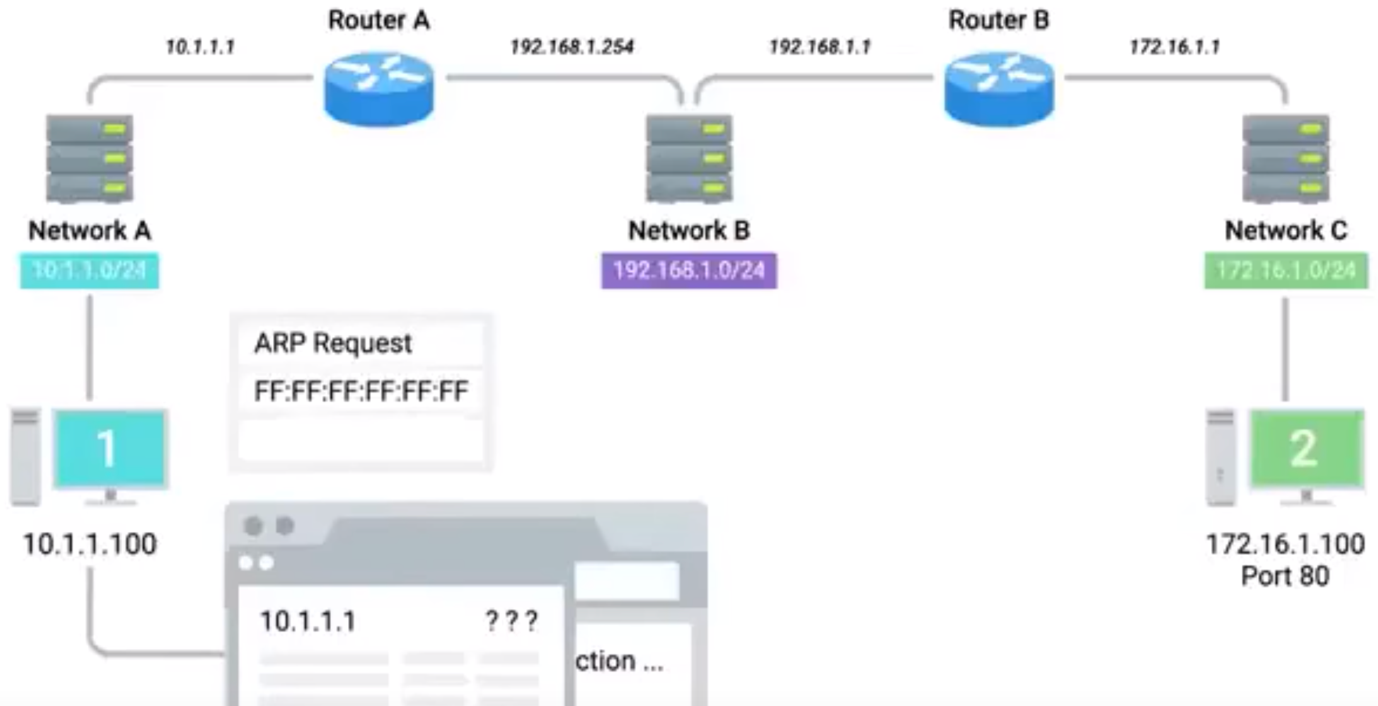 Router A
Router B
10.1.1.1
192.168.1.254
192.168.1.1
172.16.1.1
Network A
Network B
Network C
10.1.1.0/24
192.168.1.0/24
172.16.1.0/24
ARP Request
FF:FF:FF:FF:FF:FF
1
2
10.1.1.100
172.16.1.100
Port 80
10.1.1.1 ???
ction ...